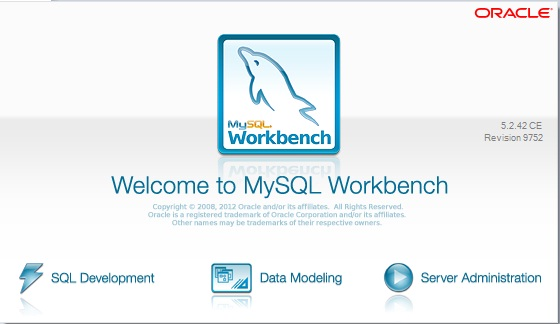 ORACLE®
MySQL.
Workbench
5.2.42 CE
Revision 9752
Welcome to MySQL Workbench
Copyright © 2008, 2012 Oracle and/or its affiliates. All Rights Reserved.
Oracle is a registered trademark of Oracle Corporation and/or its affiliates.
Other names may be trademarks of their respective owners.
SQL Development
Data Modeling
Server Administration